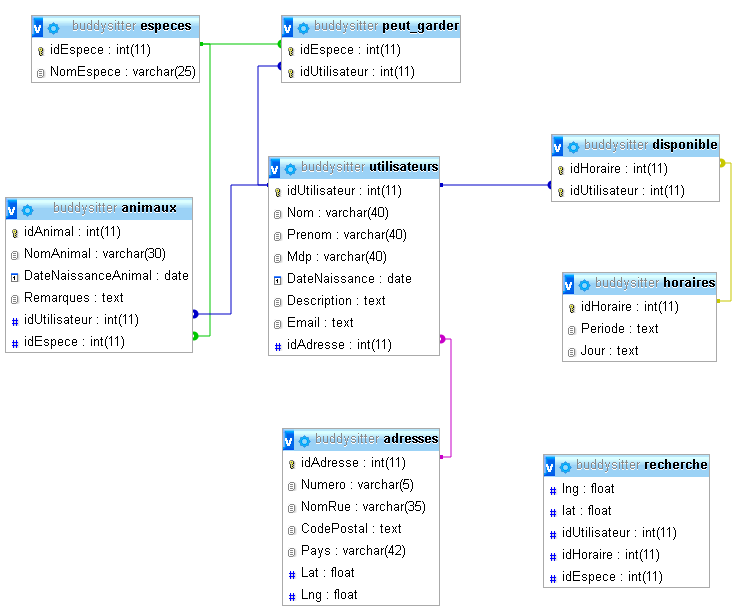 buddysitter especes
idEspece : int(11)
NomEspece : varchar(25)
buddysitter peut_garder
idEspece : int(11)
idUtilisateur : int(11)
buddysitter disponible
idHoraire : int(11)
idUtilisateur : int(11)
buddysitter utilisateurs
idUtilisateur : int(11)
Nom : varchar(40)
Prenom : varchar(40)
Mdp : varchar(40)
DateNaissance : date
Description : text
Email : text
idAdresse : int(11)
buddysitter animaux
idAnimal : int(11)
NomAnimal : varchar(30)
DateNaissanceAnimal : date
Remarques : text
idUtilisateur : int(11)
idEspece : int(11)
buddysitter horaires
idHoraire : int(11)
Periode : text
Jour : text
buddysitter adresses
idAdresse : int(11)
Numero : varchar(5)
NomRue : varchar(35)
CodePostal : text
Pays : varchar(42)
Lat : float
Lng : float
buddysitter recherche
lng : float
lat : float
idUtilisateur : int(11)
idHoraire : int(11)
idEspece : int(11)